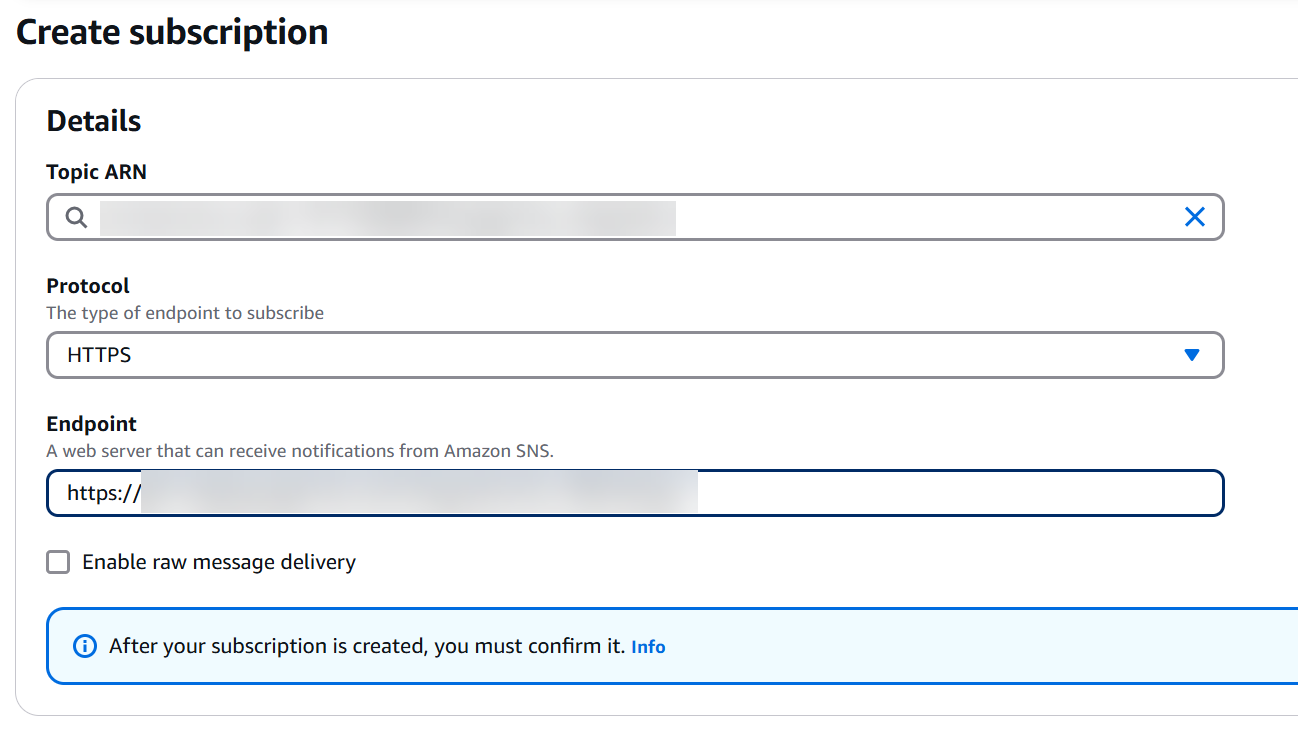 Create subscription
Details
Topic ARN
Protocol
The type of endpoint to subscribe
HTTPS
Endpoint
A web server that can receive notifications from Amazon SNS.
https://
Enable raw message delivery
After your subscription is created, you must confirm it. Info